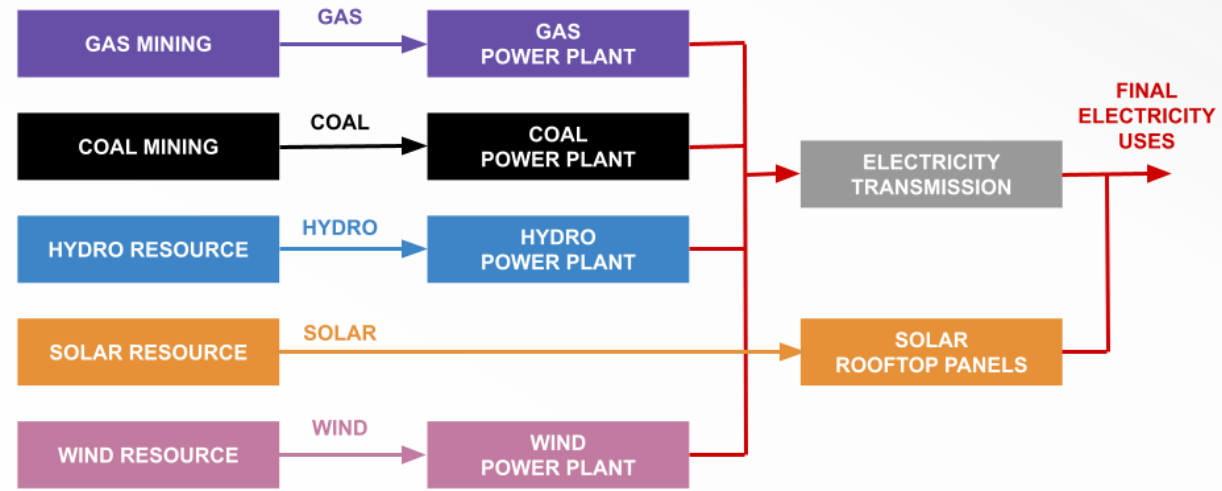 GAS MINING
GAS
GAS
POWER PLANT
COAL MINING
COAL
COAL
POWER PLANT
HYDRO RESOURCE
HYDRO
HYDRO
POWER PLANT
SOLAR RESOURCE
SOLAR
SOLAR
ROOFTOP PANELS
WIND RESOURCE
WIND
WIND
POWER PLANT
ELECTRICITY
TRANSMISSION
FINAL
ELECTRICITY
USES